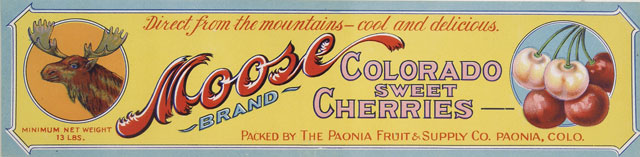 Direct from the mountains—cool and delicious.
Moose
BRAND
COLORADO
SWEET
CHERRIES
MINIMUM NET WEIGHT
13 LBS.
PACKED BY THE PAONIA FRUIT & SUPPLY CO. PAONIA, COLO.